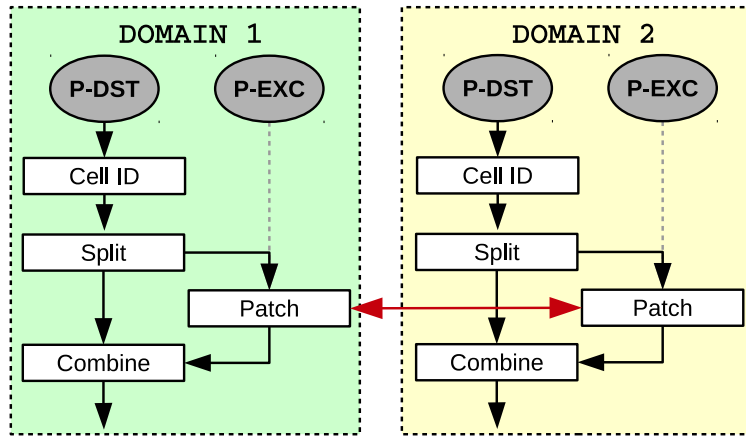 DOMAIN 1
P-DST
P-EXC
Cell ID
Split
Patch
Combine
DOMAIN 2
P-DST
P-EXC
Cell ID
Split
Patch
Combine